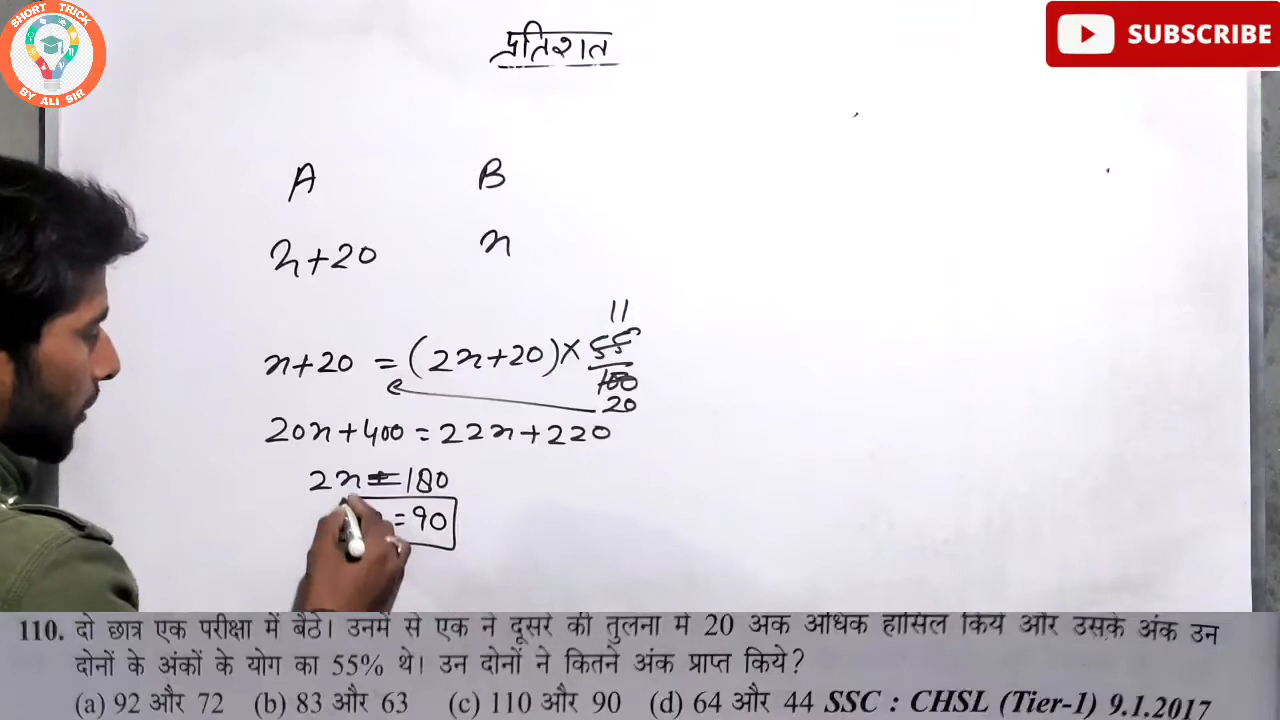 SHORT TRICK
BY ALI SIR
SUBSCRIBE
प्रतिशत
A B
x+20 x
11
x+20 = (2x+20)× 55/100
20
20x+400 = 22x+220
2x = 180
= 90
110. दो छात्र एक परीक्षा में बैठे। उनमें से एक ने दूसरे की तुलना में 20 अंक अधिक हासिल किये और उसके अंक उन
दोनों के अंकों के योग का 55% थे। उन दोनों ने कितने अंक प्राप्त किये?
(a) 92 और 72 (b) 83 और 63 (c) 110 और 90 (d) 64 और 44 SSC : CHSL (Tier-1) 9.1.2017